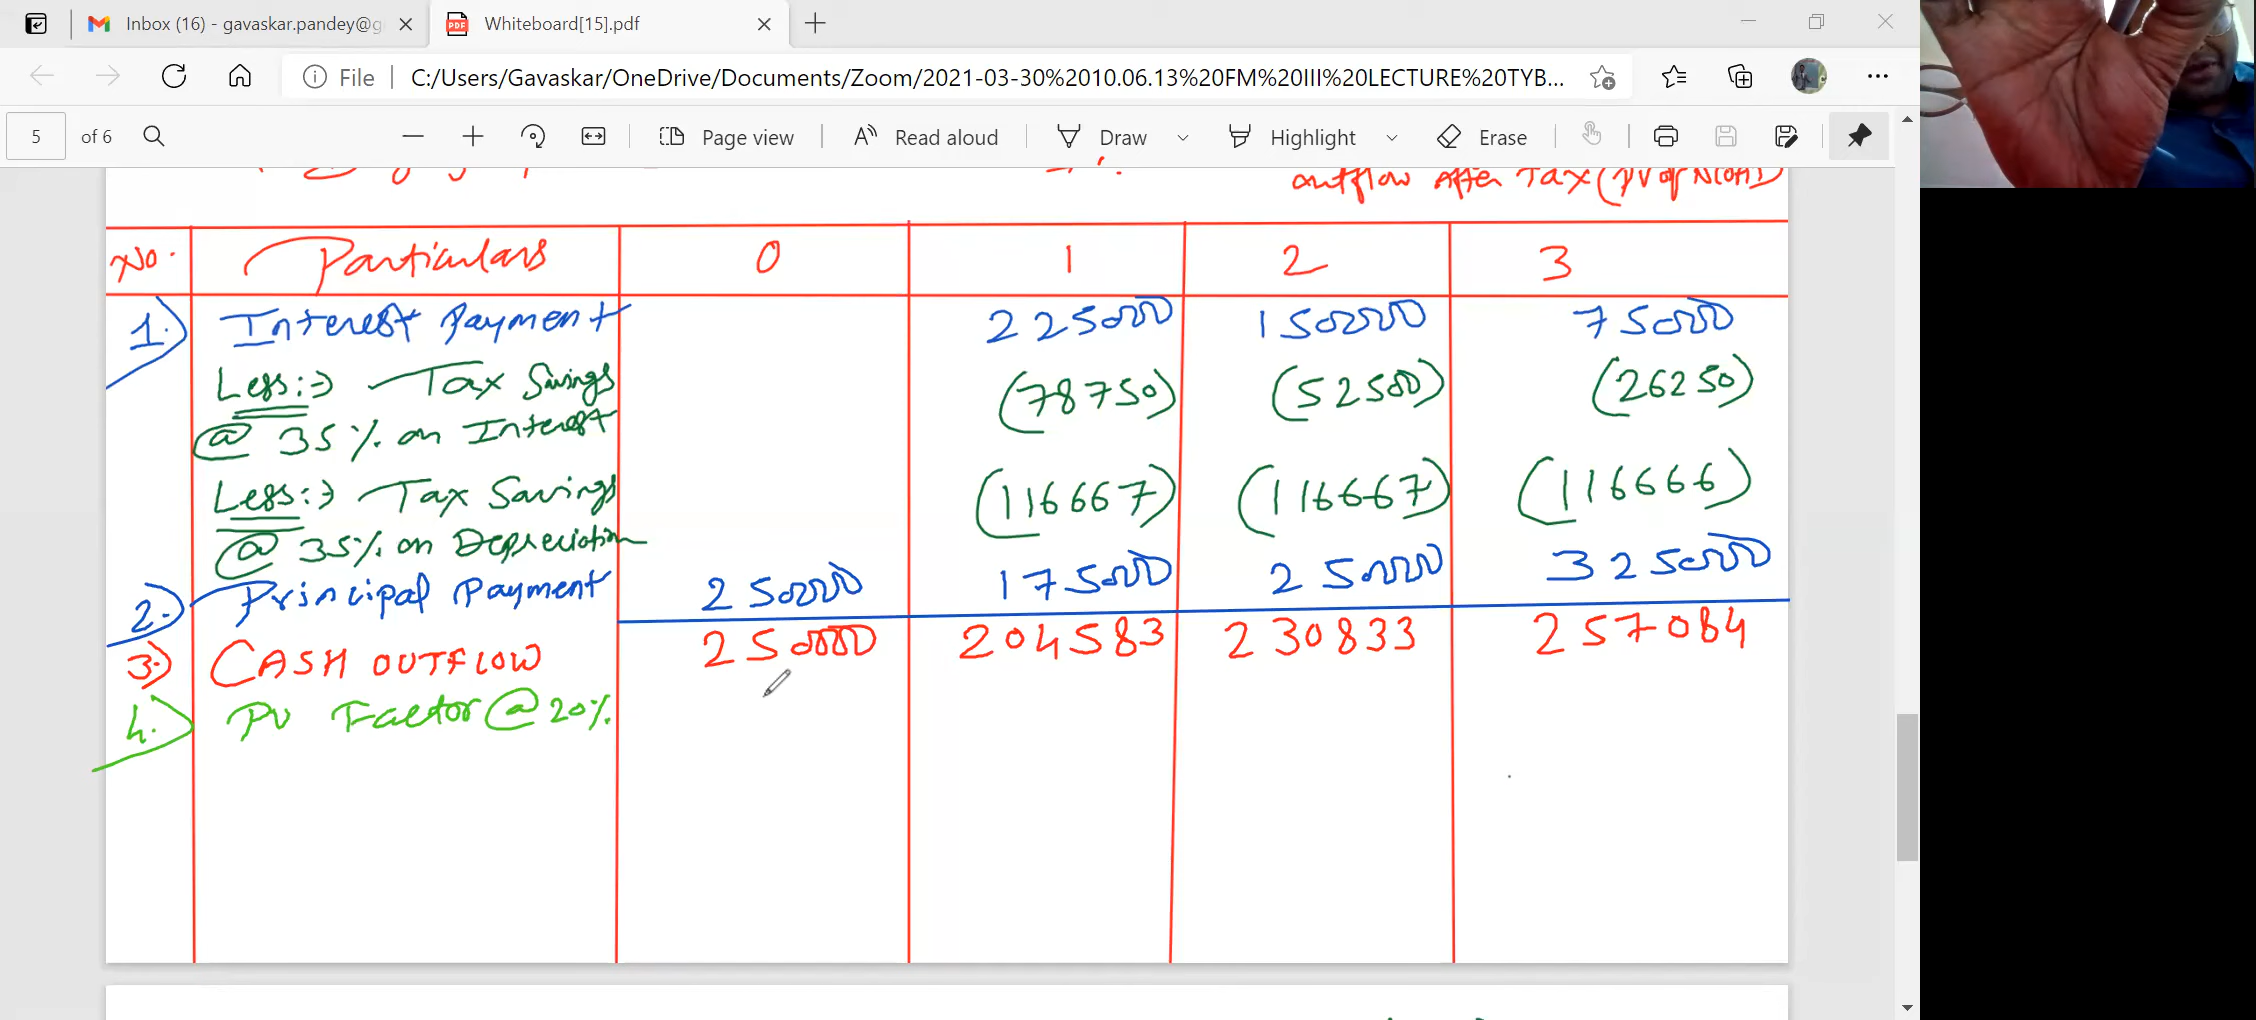 Inbox (16) - gavaskar.pandey@g
Whiteboard[15].pdf
File C:/Users/Gavaskar/OneDrive/Documents/Zoom/2021-03-30%2010.06.13%20FM%20III%20LECTURE%20TYB...
5 of 6 Page view Read aloud Draw Highlight Erase
outflow After Tax (PV of NCOAT)
No. Particulars 0 1 2 3
1.) Interest Payment 225000 150000 75000
Less:→ Tax Savings (78750) (52500) (26250)
@ 35% on Interest
Less:→ Tax Savings (116667) (116667) (116666)
@ 35% on Depreciation
2.) Principal Payment 250000 175000 250000 325000
3.) CASH OUTFLOW 250000 204583 230833 257084
4.) PV Factor @ 20%